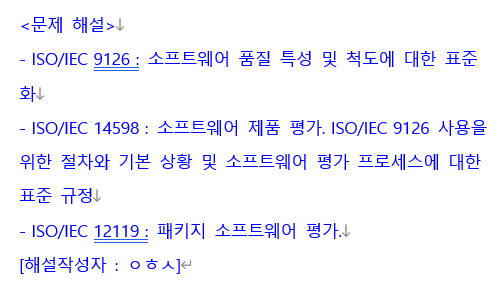 <문제 해설>
- ISO/IEC 9126 : 소프트웨어 품질 특성 및 척도에 대한 표준
화
- ISO/IEC 14598 : 소프트웨어 제품 평가. ISO/IEC 9126 사용을
위한 절차와 기본 상황 및 소프트웨어 평가 프로세스에 대한
표준 규정
- ISO/IEC 12119 : 패키지 소프트웨어 평가.
[해설작성자 : ㅇㅎㅅ]